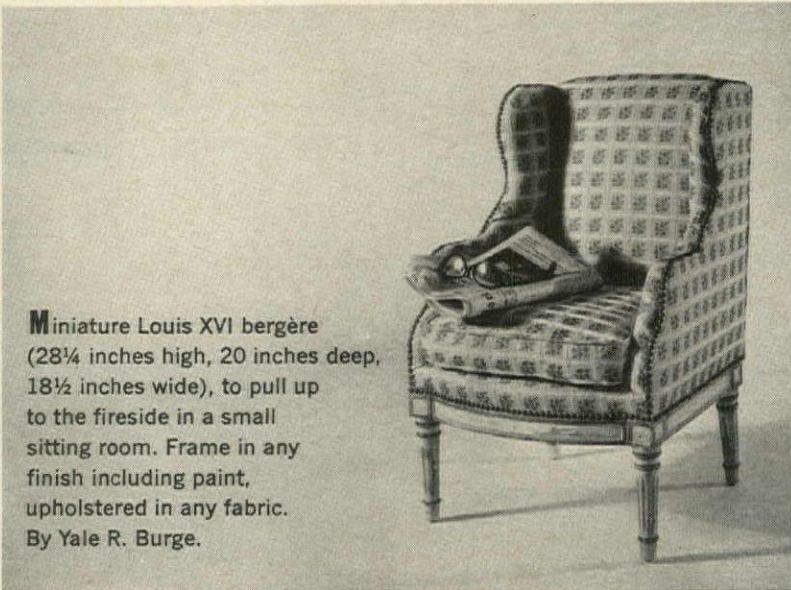 Miniature Louis XVI bergère
(28¼ inches high, 20 inches deep,
18½ inches wide), to pull up
to the fireside in a small
sitting room. Frame in any
finish including paint,
upholstered in any fabric.
By Yale R. Burge.